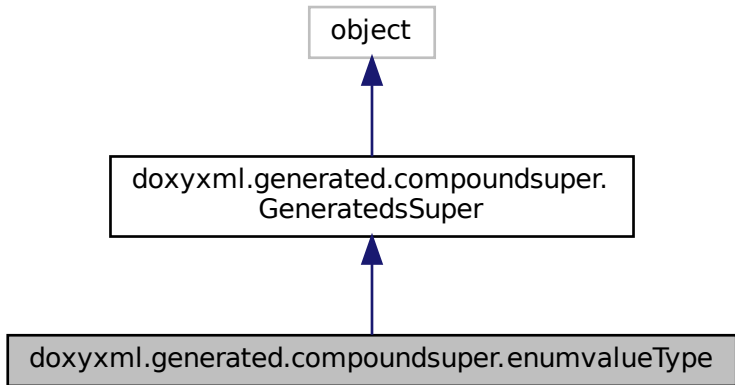 object
doxyxml.generated.compoundsuper.
GeneratedsSuper
doxyxml.generated.compoundsuper.enumvalueType